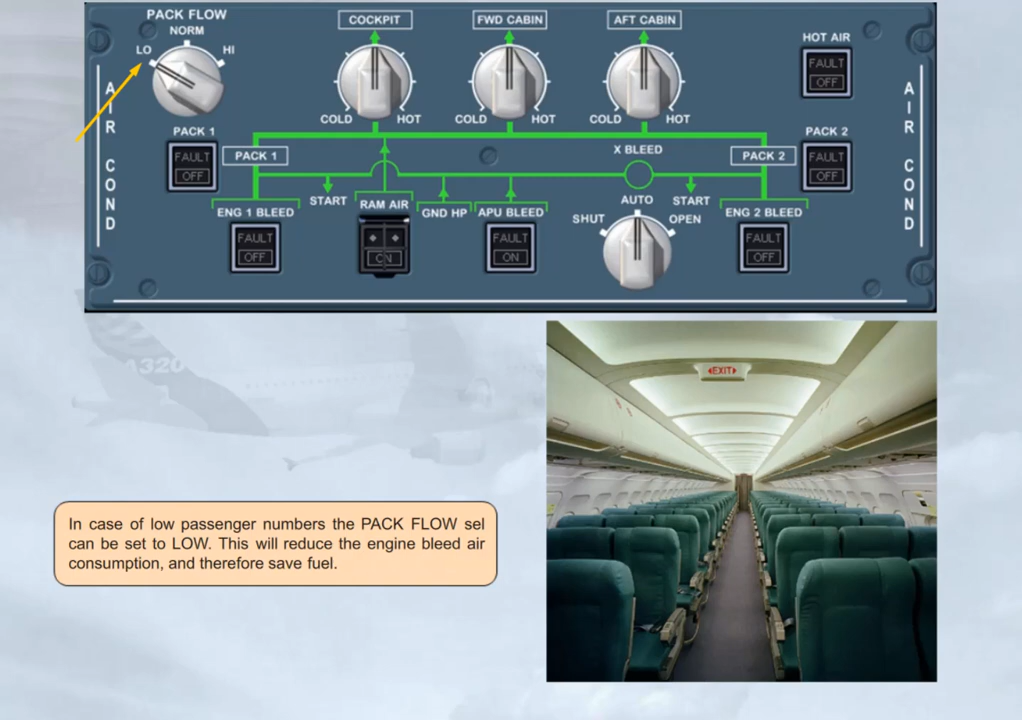 PACK FLOW
LO NORM HI
COCKPIT
FWD CABIN
AFT CABIN
HOT AIR
FAULT
OFF
COLD HOT
COLD HOT
COLD HOT
AIR COND
AIR COND
PACK 1
FAULT
OFF
PACK 1
X BLEED
PACK 2
PACK 2
FAULT
OFF
START
RAM AIR
GND HP
APU BLEED
AUTO
START
SHUT
OPEN
ENG 1 BLEED
ENG 2 BLEED
FAULT
OFF
ON
FAULT
ON
FAULT
OFF
A320
EXIT
In case of low passenger numbers the PACK FLOW sel
can be set to LOW. This will reduce the engine bleed air
consumption, and therefore save fuel.